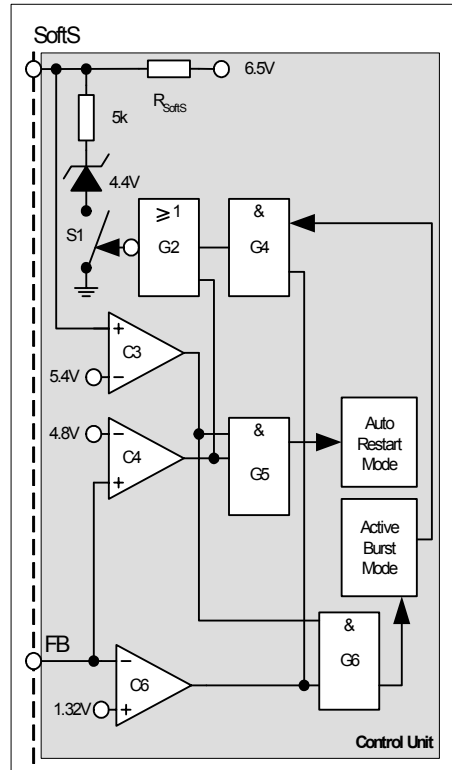 SoftS
6.5V
R SoftS
5k
4.4V
S1
≥ 1
G2
&
G4
+
C3
5.4V
−
4.8V
−
C4
+
&
G5
Auto
Restart
Mode
Active
Burst
Mode
FB
−
C6
1.32V
+
&
G6
Control Unit